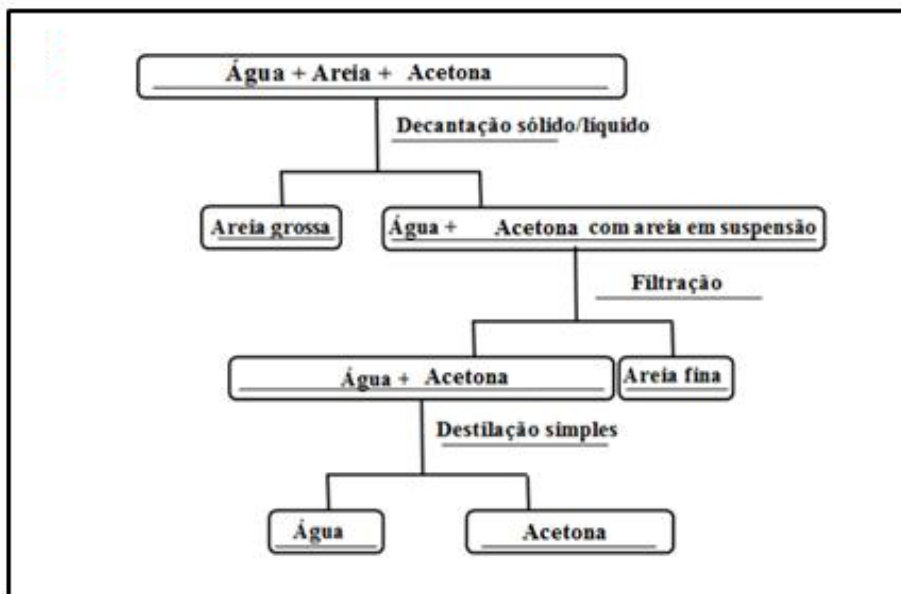 Água + Areia + Acetona
Decantação sólido/líquido
Areia grossa
Água + Acetona com areia em suspensão
Filtração
Água + Acetona
Areia fina
Destilação simples
Água
Acetona